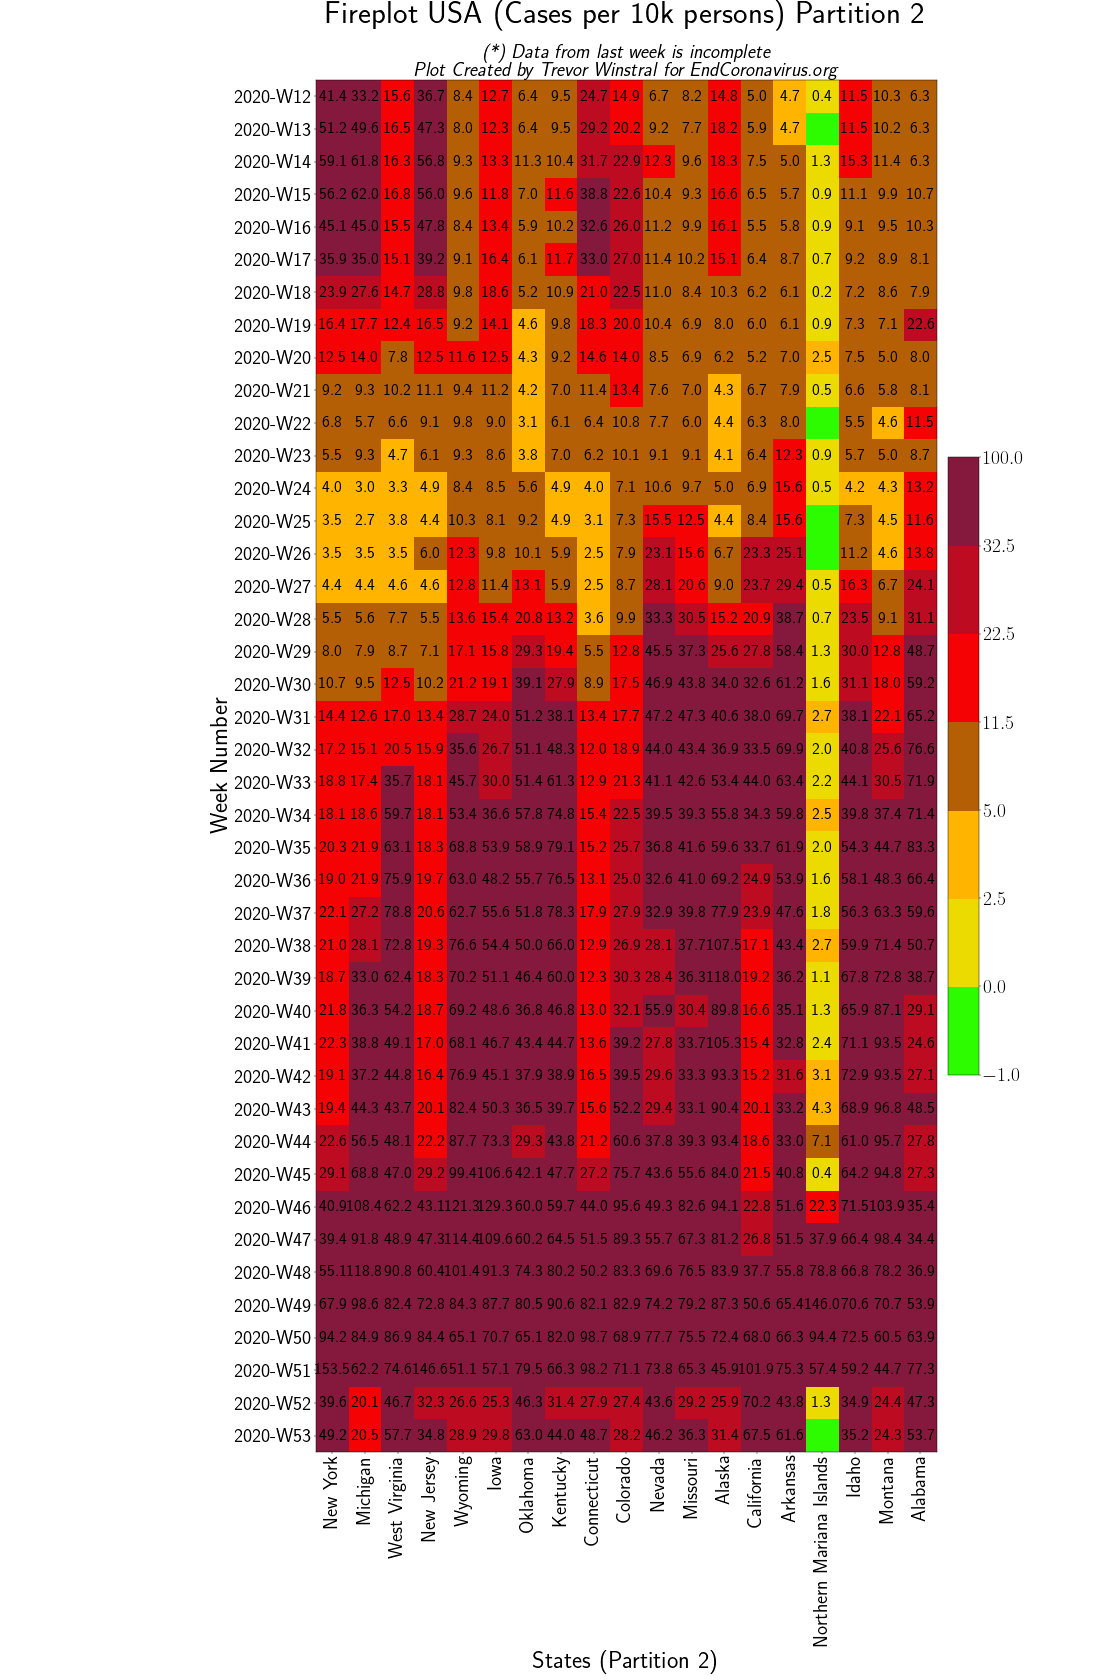 Fireplot USA (Cases per 10k persons) Partition 2
(*) Data from last week is incomplete
Plot Created by Trevor Winstral for EndCoronavirus.org
2020-W12 41.4 33.2 15.6 36.7 8.4 12.7 6.4 9.5 24.7 14.9 6.7 8.2 14.8 5.0 4.7 0.4 11.5 10.3 6.3
2020-W13 51.2 49.6 16.5 47.3 8.0 12.3 6.4 9.5 29.2 20.2 9.2 7.7 18.2 5.9 4.7 11.5 10.2 6.3
2020-W14 59.1 61.8 16.3 56.8 9.3 13.3 11.3 10.4 31.7 22.9 12.3 9.6 18.3 7.5 5.0 1.3 15.3 11.4 6.3
2020-W15 56.2 62.0 16.8 56.0 9.6 11.8 7.0 11.6 38.8 22.6 10.4 9.3 16.6 6.5 5.7 0.9 11.1 9.9 10.7
2020-W16 45.1 45.0 15.5 47.8 8.4 13.4 5.9 10.2 32.6 26.0 11.2 9.9 16.1 5.5 5.8 0.9 9.1 9.5 10.3
2020-W17 35.9 35.0 15.1 39.2 9.1 16.4 6.1 11.7 33.0 27.0 11.4 10.2 15.1 6.4 8.7 0.7 9.2 8.9 8.1
2020-W18 23.9 27.6 14.7 28.8 9.8 18.6 5.2 10.9 21.0 22.5 11.0 8.4 10.3 6.2 6.1 0.2 7.2 8.6 7.9
2020-W19 16.4 17.7 12.4 16.5 9.2 14.1 4.6 9.8 18.3 20.0 10.4 6.9 8.0 6.0 6.1 0.9 7.3 7.1 22.6
2020-W20 12.5 14.0 7.8 12.5 11.6 12.5 4.3 9.2 14.6 14.0 8.5 6.9 6.2 5.2 7.0 2.5 7.5 5.0 8.0
2020-W21 9.2 9.3 10.2 11.1 9.4 11.2 4.2 7.0 11.4 13.4 7.6 7.0 4.3 6.7 7.9 0.5 6.6 5.8 8.1
2020-W22 6.8 5.7 6.6 9.1 9.8 9.0 3.1 6.1 6.4 10.8 7.7 6.0 4.4 6.3 8.0 5.5 4.6 11.5
2020-W23 5.5 9.3 4.7 6.1 9.3 8.6 3.8 7.0 6.2 10.1 9.1 9.1 4.1 6.4 12.3 0.9 5.7 5.0 8.7
2020-W24 4.0 3.0 3.3 4.9 8.4 8.5 5.6 4.9 4.0 7.1 10.6 9.7 5.0 6.9 15.6 0.5 4.2 4.3 13.2
2020-W25 3.5 2.7 3.8 4.4 10.3 8.1 9.2 4.9 3.1 7.3 15.5 12.5 4.4 8.4 15.6 7.3 4.5 11.6
2020-W26 3.5 3.5 3.5 6.0 12.3 9.8 10.1 5.9 2.5 7.9 23.1 15.6 6.7 23.3 25.1 11.2 4.6 13.8
2020-W27 4.4 4.4 4.6 4.6 12.8 11.4 13.1 5.9 2.5 8.7 28.1 20.6 9.0 23.7 29.4 0.5 16.3 6.7 24.1
2020-W28 5.5 5.6 7.7 5.5 13.6 15.4 20.8 13.2 3.6 9.9 33.3 30.5 15.2 20.9 38.7 0.7 23.5 9.1 31.1
2020-W29 8.0 7.9 8.7 7.1 17.1 15.8 29.3 19.4 5.5 12.8 45.5 37.3 25.6 27.8 58.4 1.3 30.0 12.8 48.7
2020-W30 10.7 9.5 12.5 10.2 21.2 19.1 39.1 27.9 8.9 17.5 46.9 43.8 34.0 32.6 61.2 1.6 31.1 18.0 59.2
2020-W31 14.4 12.6 17.0 13.4 28.7 24.0 51.2 38.1 13.4 17.7 47.2 47.3 40.6 38.0 69.7 2.7 38.1 22.1 65.2
2020-W32 17.2 15.1 20.5 15.9 35.6 26.7 51.1 48.3 12.0 18.9 44.0 43.4 36.9 33.5 69.9 2.0 40.8 25.6 76.6
2020-W33 18.8 17.4 35.7 18.1 45.7 30.0 51.4 61.3 12.9 21.3 41.1 42.6 53.4 44.0 63.4 2.2 44.1 30.5 71.9
2020-W34 18.1 18.6 59.7 18.1 53.4 36.6 57.8 74.8 15.4 22.5 39.5 39.3 55.8 34.3 59.8 2.5 39.8 37.4 71.4
2020-W35 20.3 21.9 63.1 18.3 68.8 53.9 58.9 79.1 15.2 25.7 36.8 41.6 59.6 33.7 61.9 2.0 54.3 44.7 83.3
2020-W36 19.0 21.9 75.9 19.7 63.0 48.2 55.7 76.5 13.1 25.0 32.6 41.0 69.2 24.9 53.9 1.6 58.1 48.3 66.4
2020-W37 22.1 27.2 78.8 20.6 62.7 55.6 51.8 78.3 17.9 27.9 32.9 39.8 77.9 23.9 47.6 1.8 56.3 63.3 59.6
2020-W38 21.0 28.1 72.8 19.3 76.6 54.4 50.0 66.0 12.9 26.9 28.1 37.7 107.5 17.1 43.4 2.7 59.9 71.4 50.7
2020-W39 18.7 33.0 62.4 18.3 70.2 51.1 46.4 60.0 12.3 30.3 28.4 36.3 118.0 19.2 36.2 1.1 67.8 72.8 38.7
2020-W40 21.8 36.3 54.2 18.7 69.2 48.6 36.8 46.8 13.0 32.1 55.9 30.4 89.8 16.6 35.1 1.3 65.9 87.1 29.1
2020-W41 22.3 38.8 49.1 17.0 68.1 46.7 43.4 44.7 13.6 39.2 27.8 33.7 105.3 15.4 32.8 2.4 71.1 93.5 24.6
2020-W42 19.1 37.2 44.8 16.4 76.9 45.1 37.9 38.9 16.5 39.5 29.6 33.3 93.3 15.2 31.6 3.1 72.9 93.5 27.1
2020-W43 19.4 44.3 43.7 20.1 82.4 50.3 36.5 39.7 15.6 52.2 29.4 33.1 90.4 20.1 33.2 4.3 68.9 96.8 48.5
2020-W44 22.6 56.5 48.1 22.2 87.7 73.3 29.3 43.8 21.2 60.6 37.8 39.3 93.4 18.6 33.0 7.1 61.0 95.7 27.8
2020-W45 29.1 68.8 47.0 29.2 99.4 106.6 42.1 47.7 27.2 75.7 43.6 55.6 84.0 21.5 40.8 0.4 64.2 94.8 27.3
2020-W46 40.9 108.4 62.2 43.1 121.3 129.3 60.0 59.7 44.0 95.6 49.3 82.6 94.1 22.8 51.6 22.3 71.5 103.9 35.4
2020-W47 39.4 91.8 48.9 47.3 114.4 109.6 60.2 64.5 51.5 89.3 55.7 67.3 81.2 26.8 51.5 37.9 66.4 98.4 34.4
2020-W48 55.1 118.8 90.8 60.4 101.4 91.3 74.3 80.2 50.2 83.3 69.6 76.5 83.9 37.7 55.8 78.8 66.8 78.2 36.9
2020-W49 67.9 98.6 82.4 72.8 84.3 87.7 80.5 90.6 82.1 82.9 74.2 79.2 87.3 50.6 65.4 146.0 70.6 70.7 53.9
2020-W50 94.2 84.9 86.9 84.4 65.1 70.7 65.1 82.0 98.7 68.9 77.7 75.5 72.4 68.0 66.3 94.4 72.5 60.5 63.9
2020-W51 153.5 62.2 74.6 146.6 51.1 57.1 79.5 66.3 98.2 71.1 73.8 65.3 45.9 101.9 75.3 57.4 59.2 44.7 77.3
2020-W52 39.6 20.1 46.7 32.3 26.6 25.3 46.3 31.4 27.9 27.4 43.6 29.2 25.9 70.2 43.8 1.3 34.9 24.4 47.3
2020-W53 49.2 20.5 57.7 34.8 28.9 29.8 63.0 44.0 48.7 28.2 46.2 36.3 31.4 67.5 61.6 35.2 24.3 53.7
Week Number
New York
Michigan
West Virginia
New Jersey
Wyoming
Iowa
Oklahoma
Kentucky
Connecticut
Colorado
Nevada
Missouri
Alaska
California
Arkansas
Northern Mariana Islands
Idaho
Montana
Alabama
States (Partition 2)
100.0
32.5
22.5
11.5
5.0
2.5
0.0
−1.0